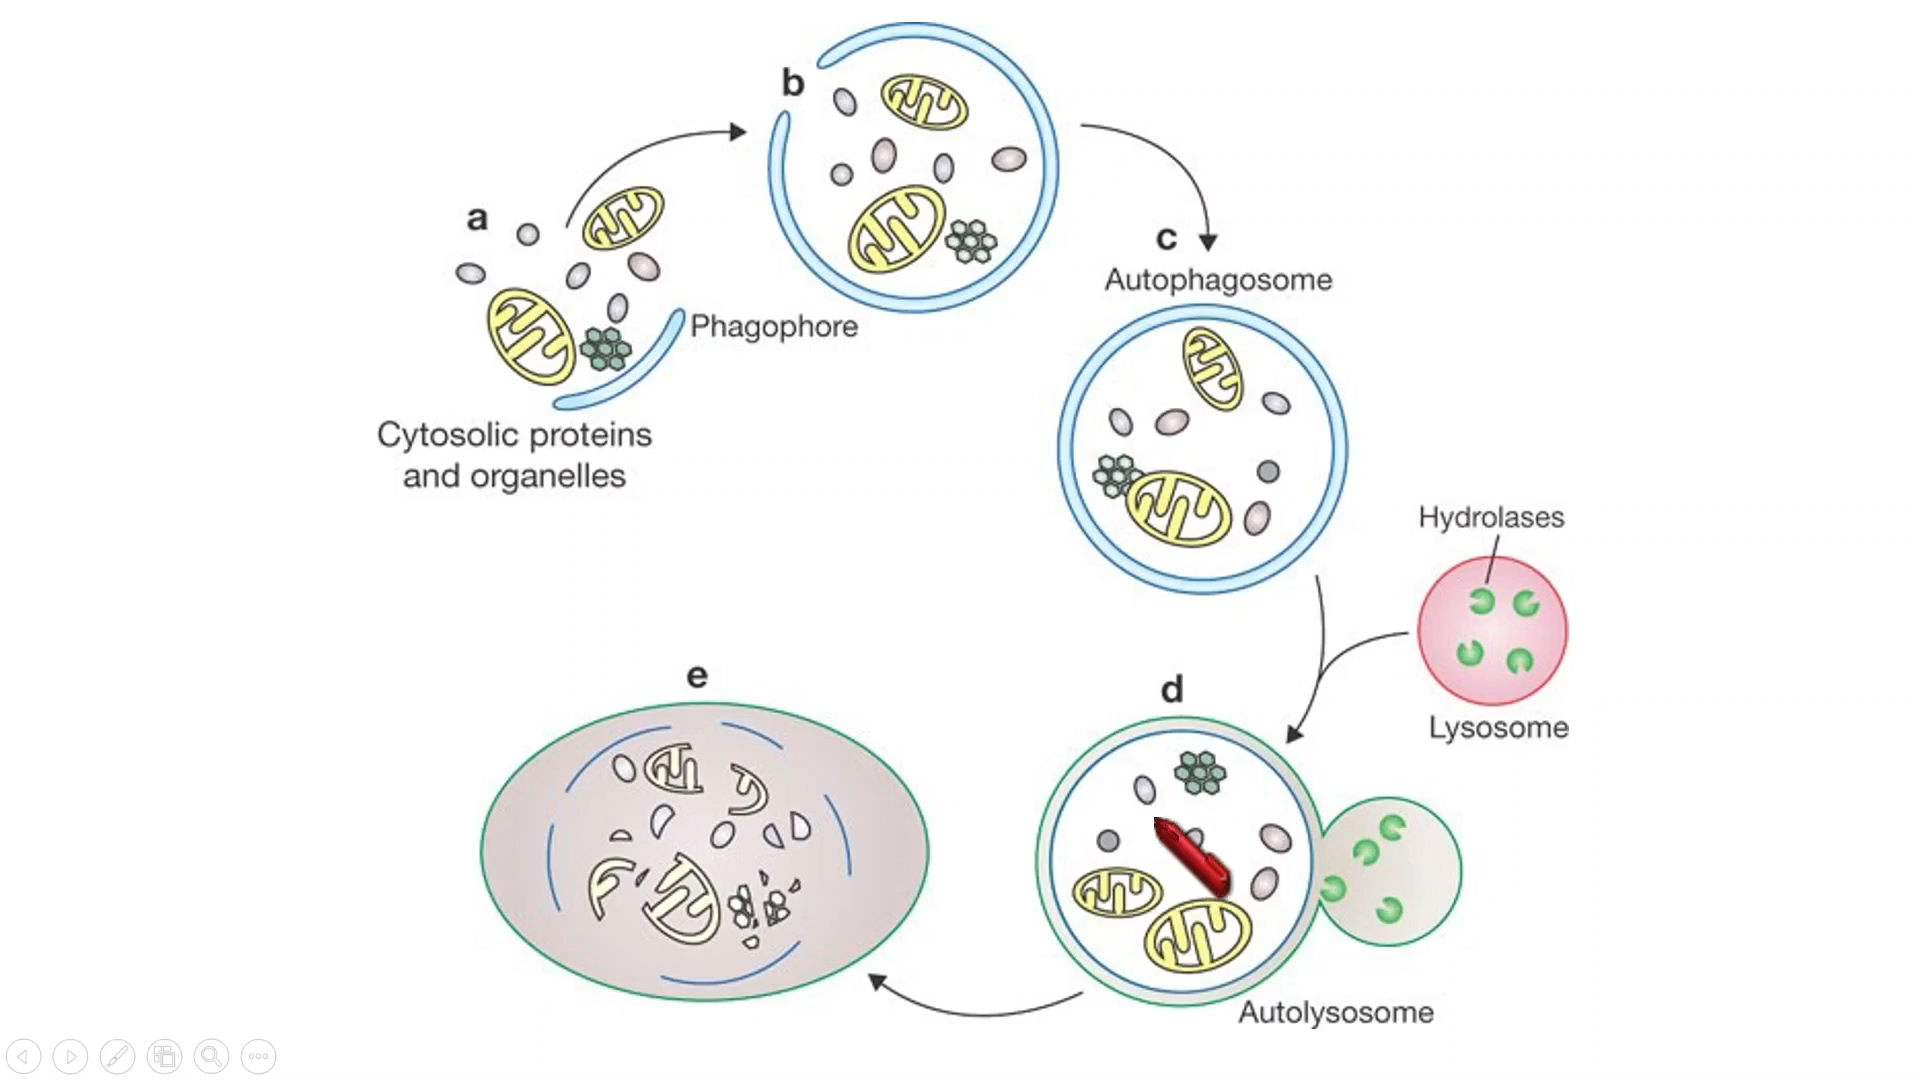 a
Phagophore
Cytosolic proteins
and organelles
b
c
Autophagosome
Hydrolases
Lysosome
d
Autolysosome
e